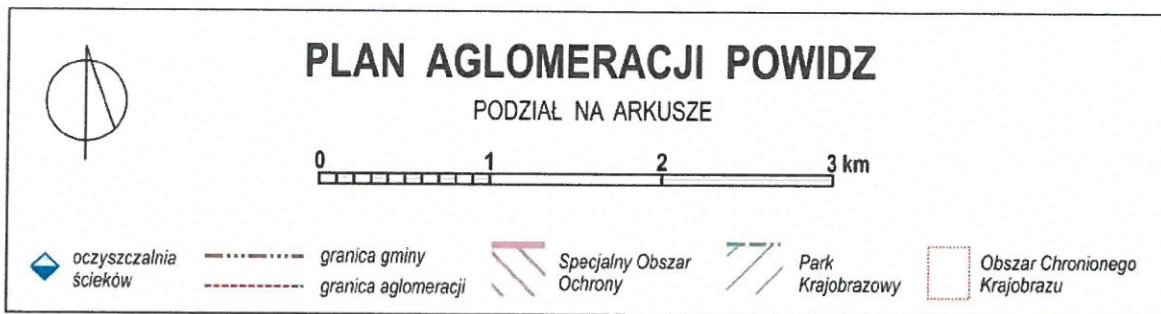 PLAN AGLOMERACJI POWIDZ
PODZIAŁ NA ARKUSZE
0 1 2 3 km
oczyszczalnia
ścieków
granica gminy
granica aglomeracji
Specjalny Obszar
Ochrony
Park
Krajobrazowy
Obszar Chronionego
Krajobrazu